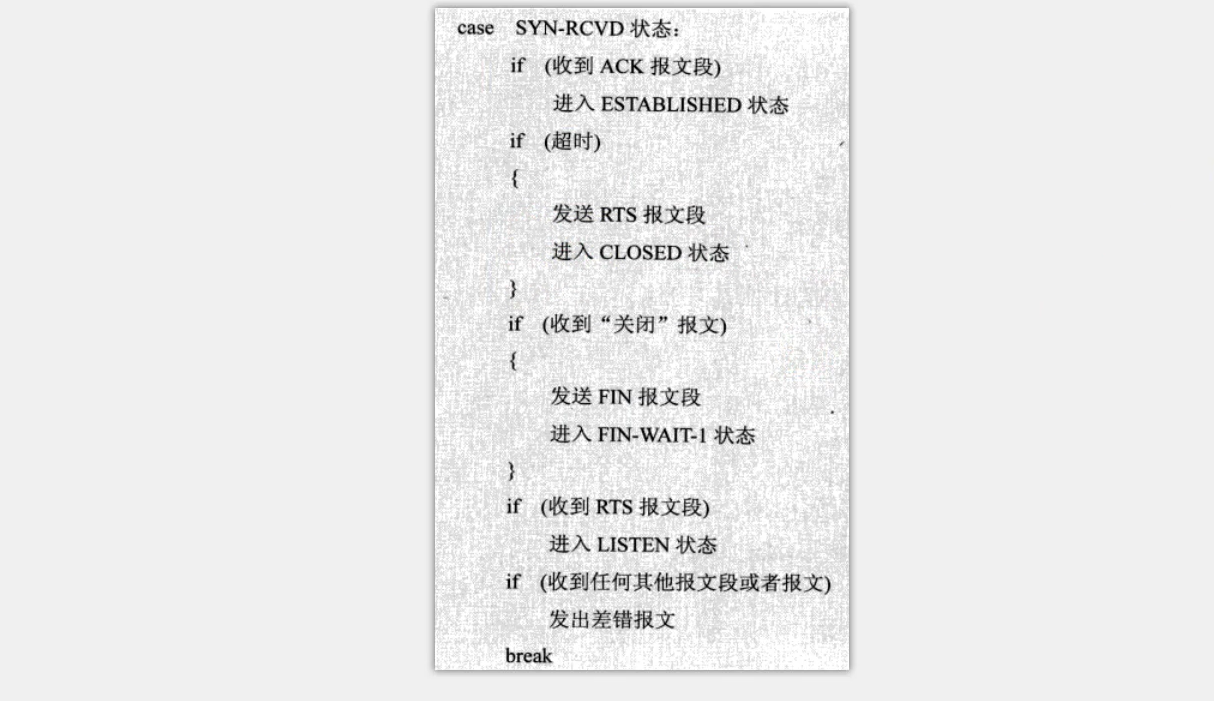 case SYN-RCVD 状态：
if (收到 ACK 报文段)
进入 ESTABLISHED 状态
if (超时)
{
发送 RTS 报文段
进入 CLOSED 状态
}
if (收到“关闭”报文)
{
发送 FIN 报文段
进入 FIN-WAIT-1 状态
}
if (收到 RTS 报文段)
进入 LISTEN 状态
if (收到任何其他报文段或者报文)
发出差错报文
break